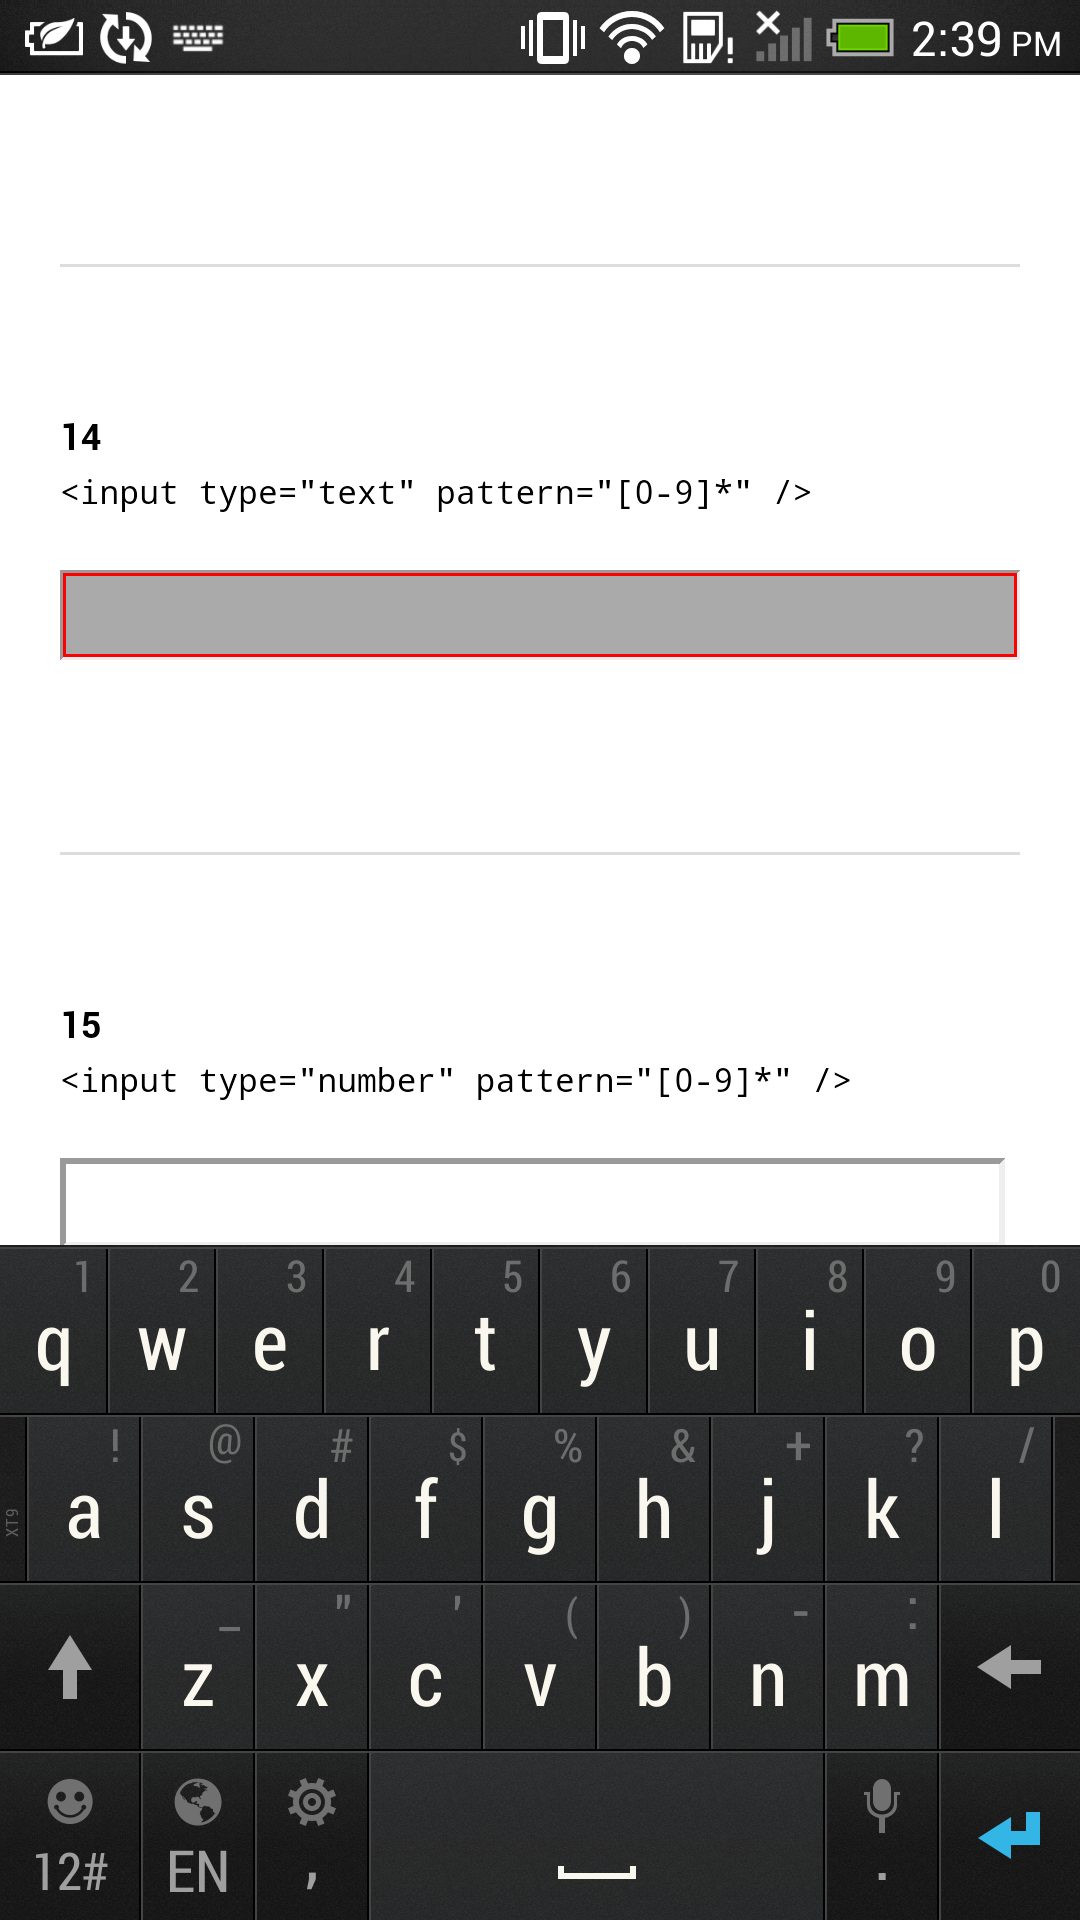 2:39 PM
14
<input type="text" pattern="[0-9]*" />
15
<input type="number" pattern="[0-9]*" />
1 2 3 4 5 6 7 8 9 0
q w e r t y u i o p
! @ # $ % & + ? /
XT9 a s d f g h j k l
_ " ' ( ) - :
z x c v b n m
12# EN , .